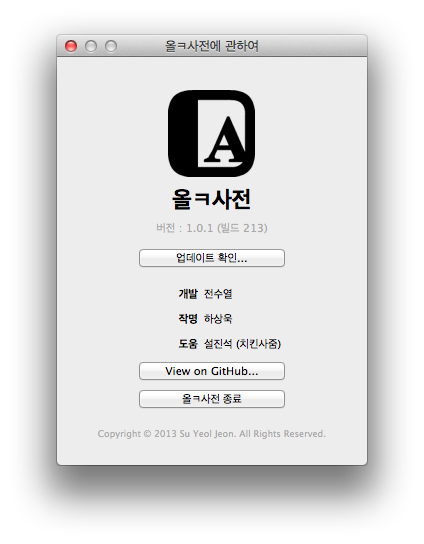 올ㅋ사전에 관하여
A
올ㅋ사전
버전 : 1.0.1 (빌드 213)
업데이트 확인...
개발 전수열
작명 하상욱
도움 설진석 (치킨사줌)
View on GitHub...
올ㅋ사전 종료
Copyright © 2013 Su Yeol Jeon. All Rights Reserved.